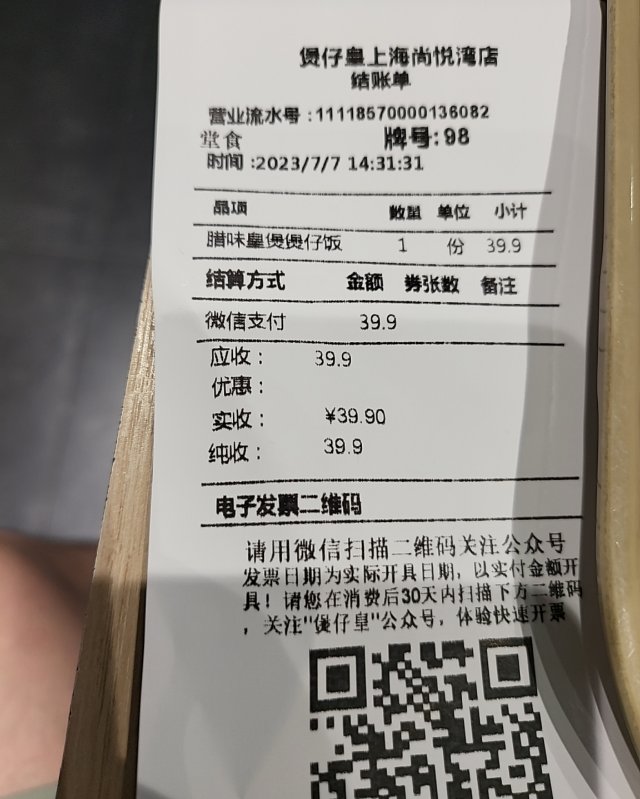 煲仔皇上海尚悦湾店
结账单
营业流水号:11118570000136082
堂食 牌号:98
时间:2023/7/7 14:31:31
品项 数量 单位 小计
腊味皇煲煲仔饭 1 份 39.9
结算方式 金额 券张数 备注
微信支付 39.9
应收: 39.9
优惠:
实收: ¥39.90
纯收: 39.9
电子发票二维码
请用微信扫描二维码关注公众号
发票日期为实际开具日期,以实付金额开
具!请您在消费后30天内扫描下方二维码
,关注"煲仔皇"公众号,体验快速开票